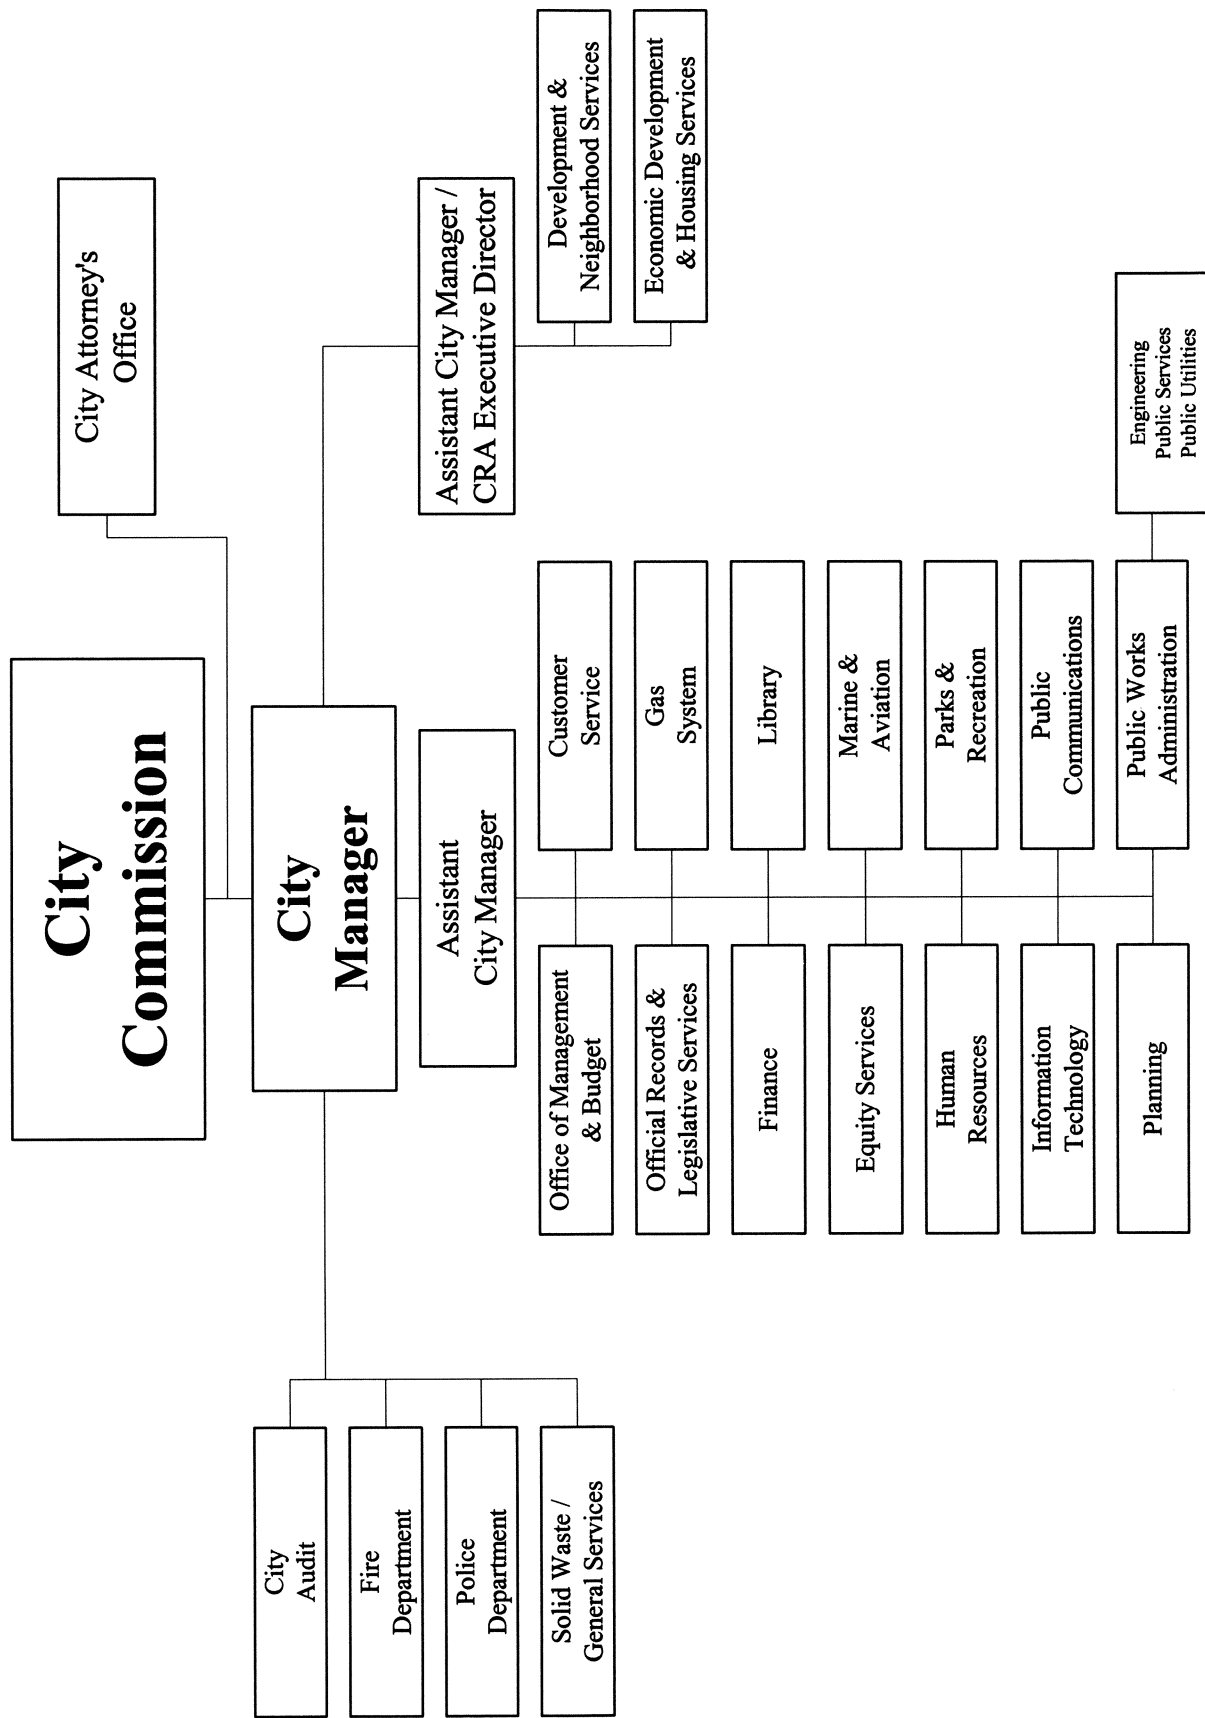 City
Commission
City Attorney's
Office
City
Manager
City
Audit
Fire
Department
Police
Department
Solid Waste /
General Services
Assistant
City Manager
Assistant City Manager /
CRA Executive Director
Office of Management
& Budget
Customer
Service
Development &
Neighborhood Services
Official Records &
Legislative Services
Gas
System
Economic Development
& Housing Services
Finance
Library
Equity Services
Marine &
Aviation
Human
Resources
Parks &
Recreation
Information
Technology
Public
Communications
Planning
Public Works
Administration
Engineering
Public Services
Public Utilities